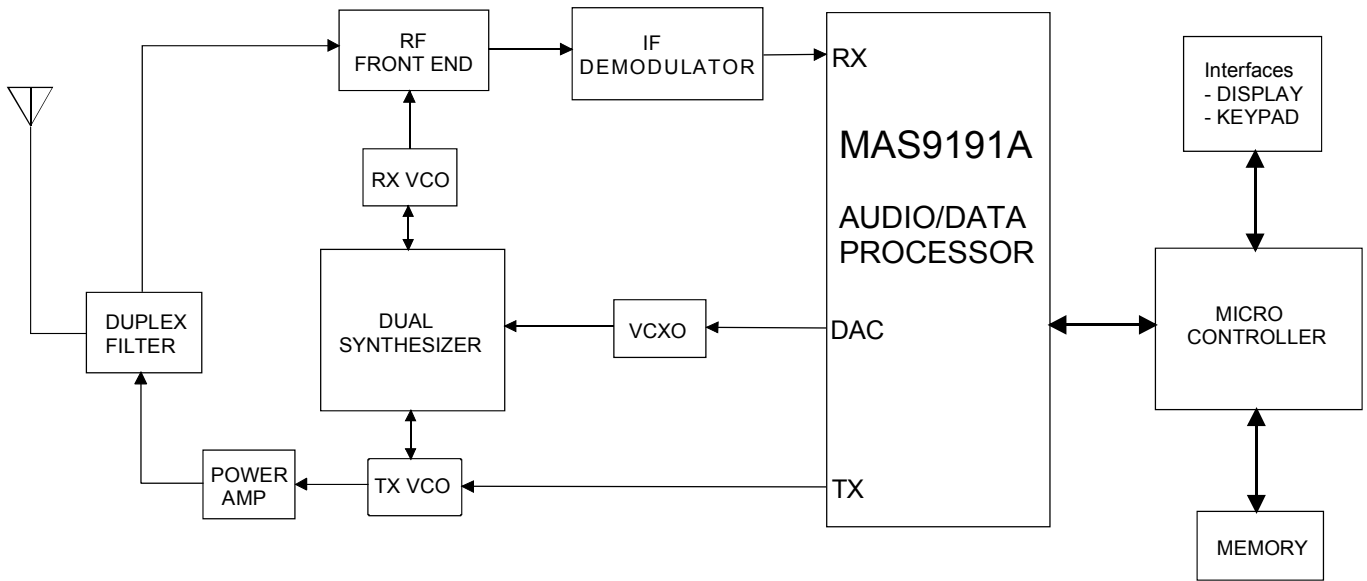 RF
FRONT END
IF
DEMODULATOR
RX
MAS9191A
AUDIO/DATA
PROCESSOR
DAC
TX
Interfaces
- DISPLAY
- KEYPAD
RX VCO
DUAL
SYNTHESIZER
VCXO
DUPLEX
FILTER
MICRO
CONTROLLER
POWER
AMP
TX VCO
MEMORY